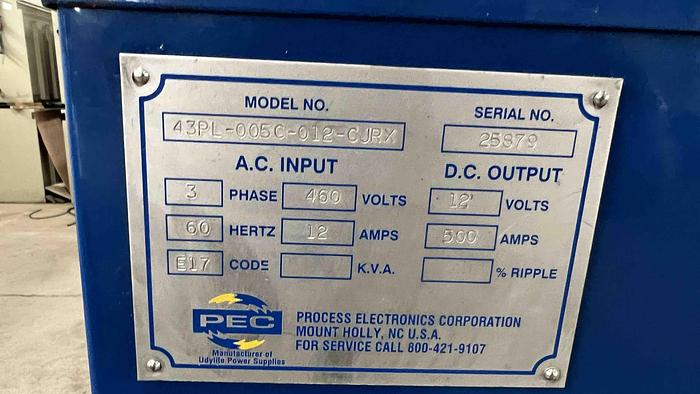 MODEL NO.
43PL-005C-012-CJRX
SERIAL NO.
25879
A.C. INPUT
3 PHASE 460 VOLTS
60 HERTZ 12 AMPS
E17 CODE K.V.A.
D.C. OUTPUT
12 VOLTS
500 AMPS
% RIPPLE
PEC
Manufacturer of
Udylite Power Supplies
PROCESS ELECTRONICS CORPORATION
MOUNT HOLLY, NC U.S.A.
FOR SERVICE CALL 800-421-9107